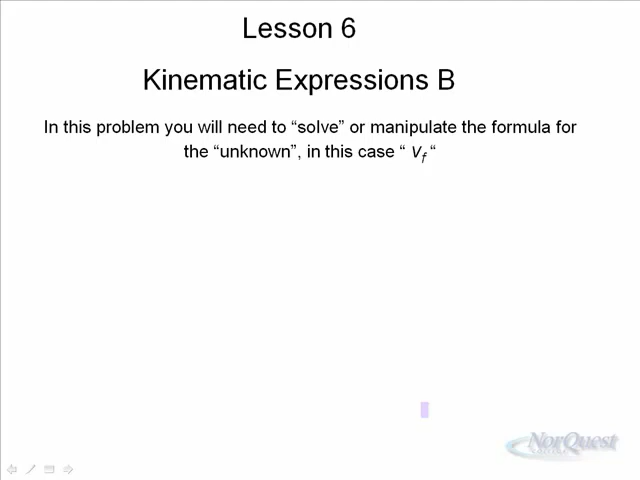 Lesson 6
Kinematic Expressions B
In this problem you will need to “solve” or manipulate the formula for
the “unknown”, in this case “ vf “
NorQuest